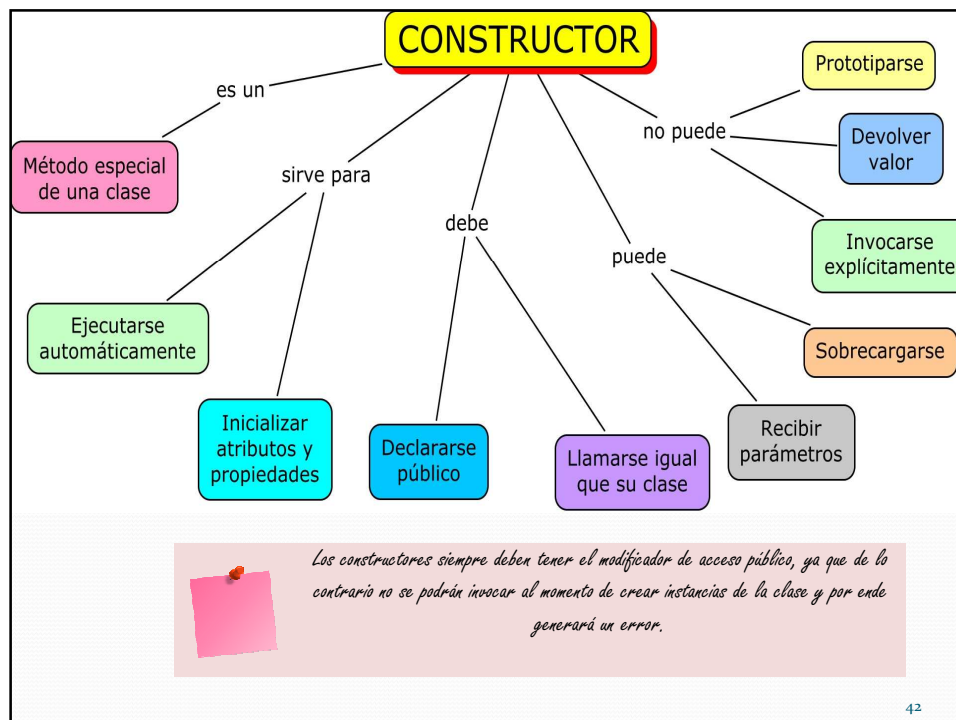 CONSTRUCTOR
es un
Método especial
de una clase
sirve para
Ejecutarse
automáticamente
Inicializar
atributos y
propiedades
debe
Declararse
público
Llamarse igual
que su clase
puede
Recibir
parámetros
Sobrecargarse
no puede
Prototiparse
Devolver
valor
Invocarse
explícitamente
Los constructores siempre deben tener el modificador de acceso público, ya que de lo
contrario no se podrán invocar al momento de crear instancias de la clase y por ende
generará un error.
42